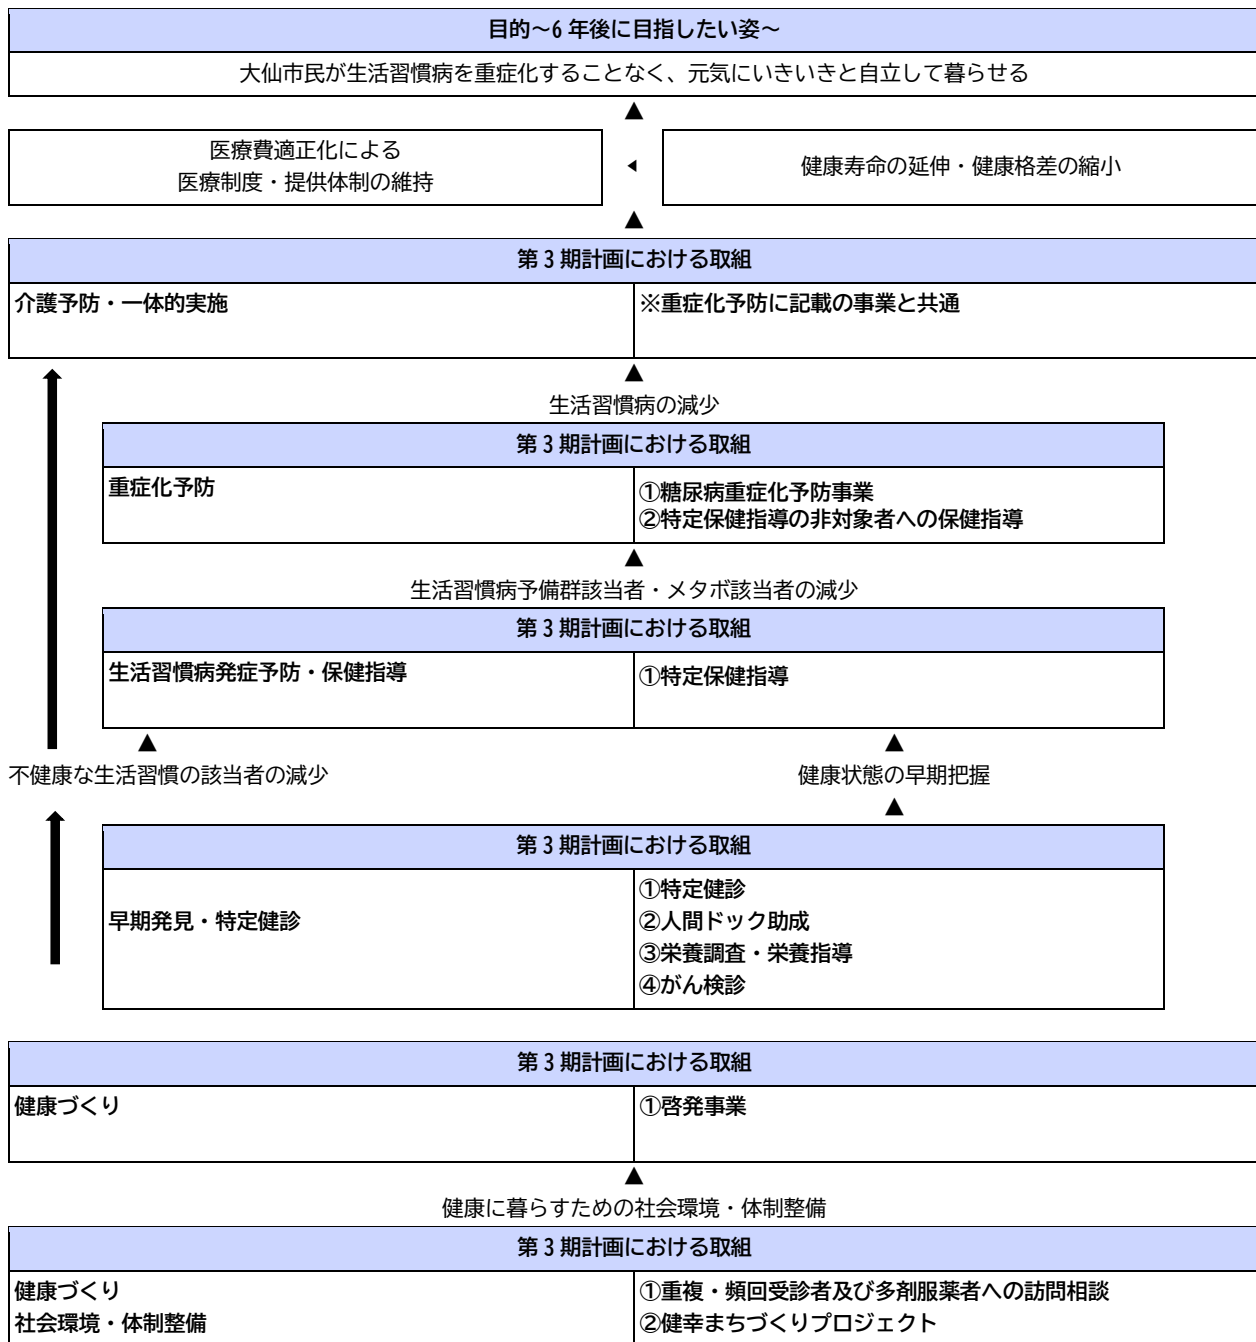 目的～6年後に目指したい姿～
大仙市民が生活習慣病を重症化することなく、元気にいきいきと自立して暮らせる
▲
医療費適正化による
医療制度・提供体制の維持
◀
健康寿命の延伸・健康格差の縮小
▲
第3期計画における取組
介護予防・一体的実施
※重症化予防に記載の事業と共通
▲
生活習慣病の減少
第3期計画における取組
重症化予防
①糖尿病重症化予防事業
②特定保健指導の非対象者への保健指導
▲
生活習慣病予備群該当者・メタボ該当者の減少
第3期計画における取組
生活習慣病発症予防・保健指導
①特定保健指導
▲
▲
不健康な生活習慣の該当者の減少
健康状態の早期把握
▲
第3期計画における取組
早期発見・特定健診
①特定健診
②人間ドック助成
③栄養調査・栄養指導
④がん検診
第3期計画における取組
健康づくり
①啓発事業
▲
健康に暮らすための社会環境・体制整備
第3期計画における取組
健康づくり
社会環境・体制整備
①重複・頻回受診者及び多剤服薬者への訪問相談
②健幸まちづくりプロジェクト